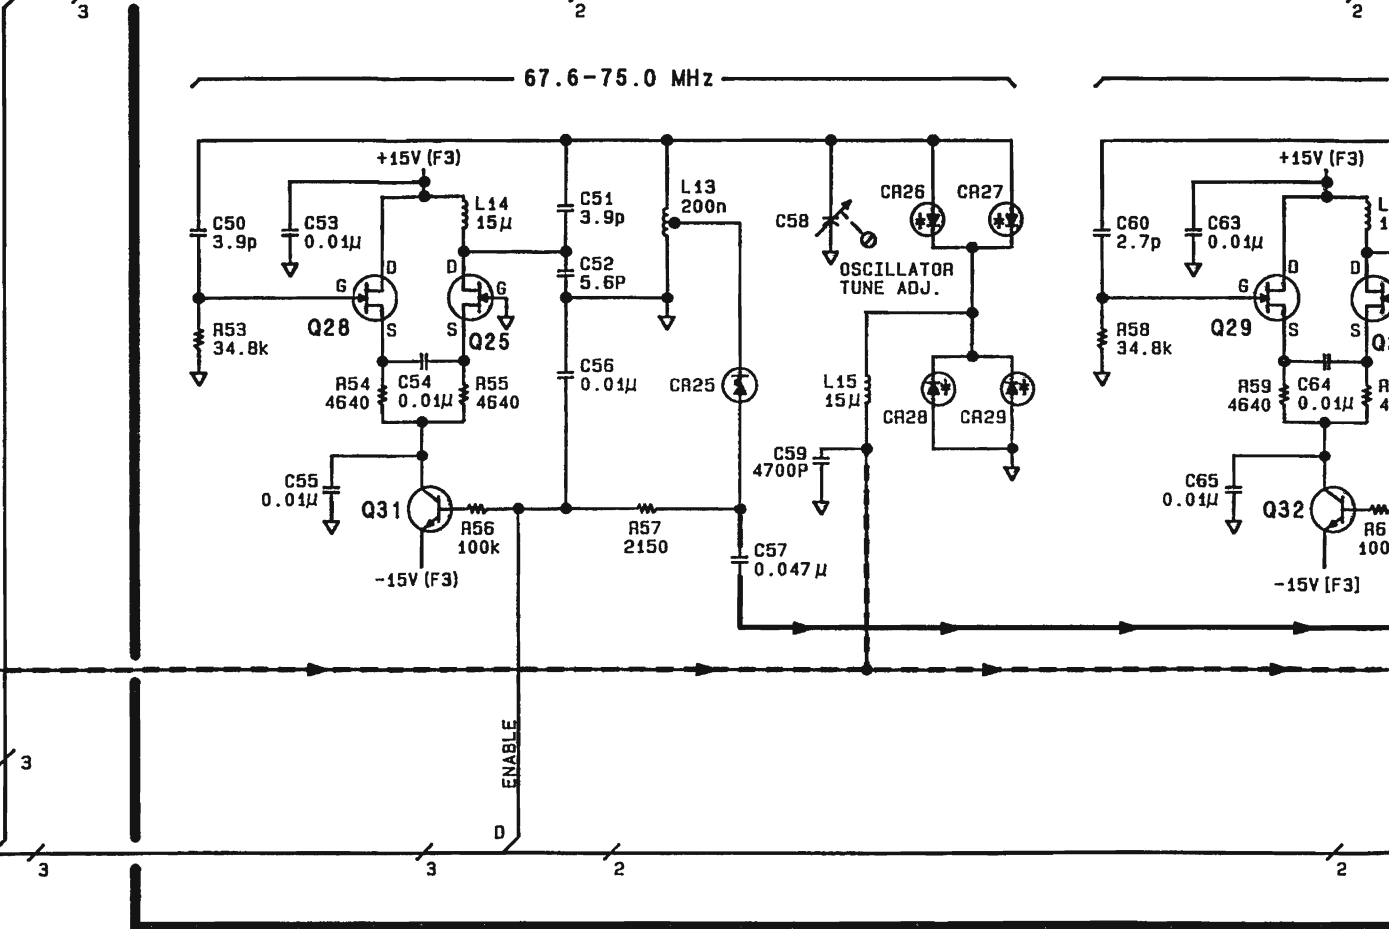 3
2
2
67.6-75.0 MHz
+15V (F3)
C50
3.9p
C53
0.01µ
L14
15µ
C51
3.9p
C52
5.6P
L13
200n
C58
OSCILLATOR
TUNE ADJ.
CR26
CR27
D
G
S
Q28
D
G
S
Q25
R53
34.8k
R54
4640
C54
0.01µ
R55
4640
C56
0.01µ
CR25
L15
15µ
CR28
CR29
C59
4700P
C55
0.01µ
Q31
R56
100k
R57
2150
C57
0.047µ
-15V (F3)
ENABLE
D
+15V (F3)
C60
2.7p
C63
0.01µ
L
1
D
G
S
Q29
D
S
Q
R58
34.8k
R59
4640
C64
0.01µ
R
4
C65
0.01µ
Q32
R6
100
-15V [F3]
3
3
3
2
2